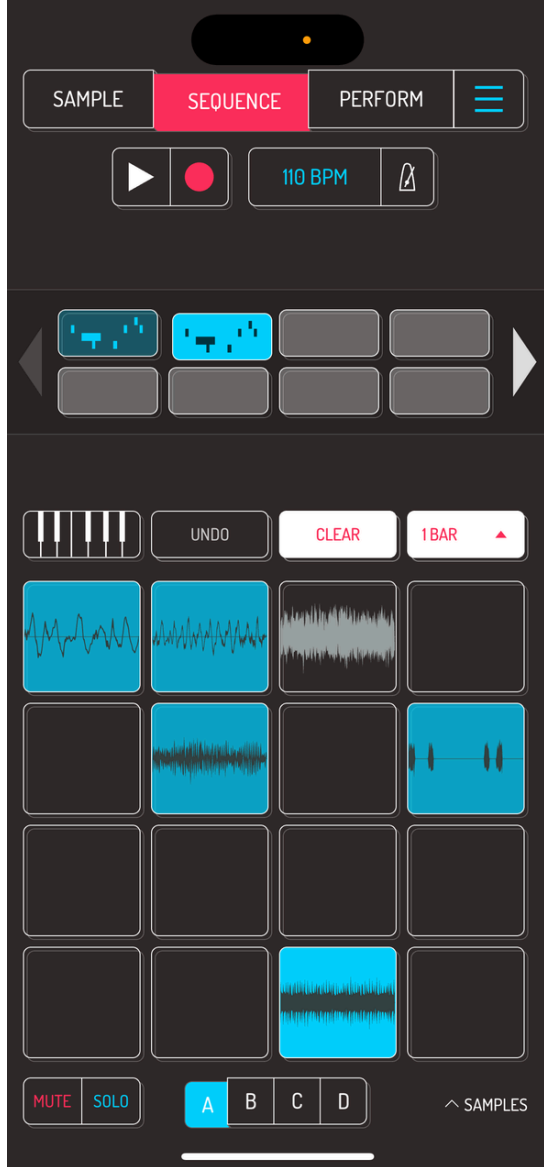 SAMPLE SEQUENCE PERFORM
110 BPM
UNDO CLEAR 1 BAR
MUTE SOLO A B C D SAMPLES